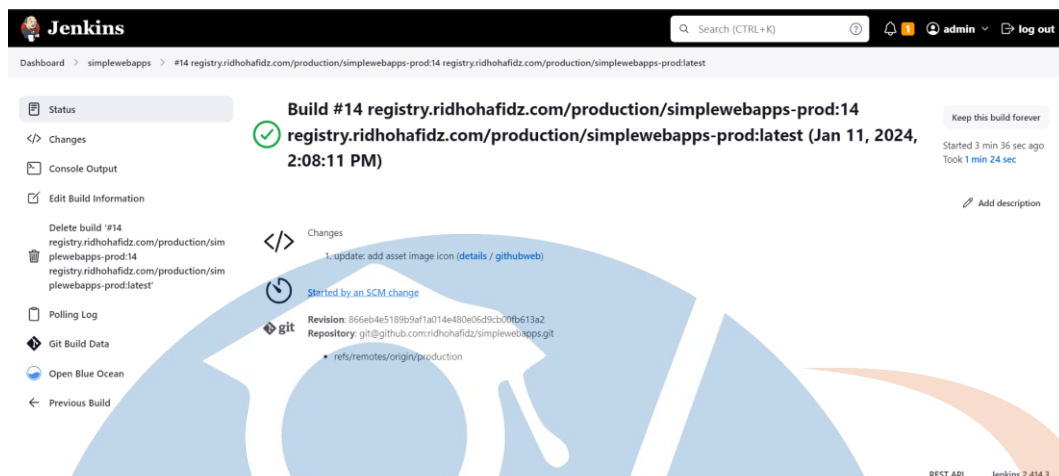 Jenkins
Search (CTRL+K)
1
admin
log out
Dashboard > simplewebapps > #14 registry.ridhohafidz.com/production/simplewebapps-prod:14 registry.ridhohafidz.com/production/simplewebapps-prod:latest
Status
Changes
Console Output
Edit Build Information
Delete build '#14
registry.ridhohafidz.com/production/sim
plewebapps-prod:14
registry.ridhohafidz.com/production/sim
plewebapps-prod:latest'
Polling Log
Git Build Data
Open Blue Ocean
Previous Build
Build #14 registry.ridhohafidz.com/production/simplewebapps-prod:14
registry.ridhohafidz.com/production/simplewebapps-prod:latest (Jan 11, 2024,
2:08:11 PM)
Keep this build forever
Started 3 min 36 sec ago
Took 1 min 24 sec
Add description
Changes
1. update: add asset image icon (details / githubweb)
Started by an SCM change
git
Revision: 866eb4e5189b9af1a014e480e06d9cb00fb613a2
Repository: git@github.com:ridhohafidz/simplewebapps.git
• refs/remotes/origin/production
REST API
Jenkins 2.414.3